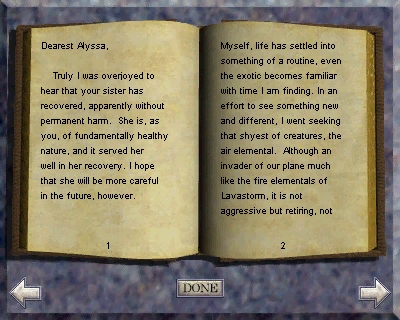 Dearest Alyssa,
Truly I was overjoyed to
hear that your sister has
recovered, apparently without
permanent harm.  She is, as
you, of fundamentally healthy
nature, and it served her
well in her recovery. I hope
that she will be more careful
in the future, however.
1
Myself, life has settled into
something of a routine, even
the exotic becomes familiar
with time I am finding. In an
effort to see something new
and different, I went seeking
that shyest of creatures, the
air elemental.  Although an
invader of our plane much
like the fire elementals of
Lavastorm, it is not
aggressive but retiring, not
2
DONE